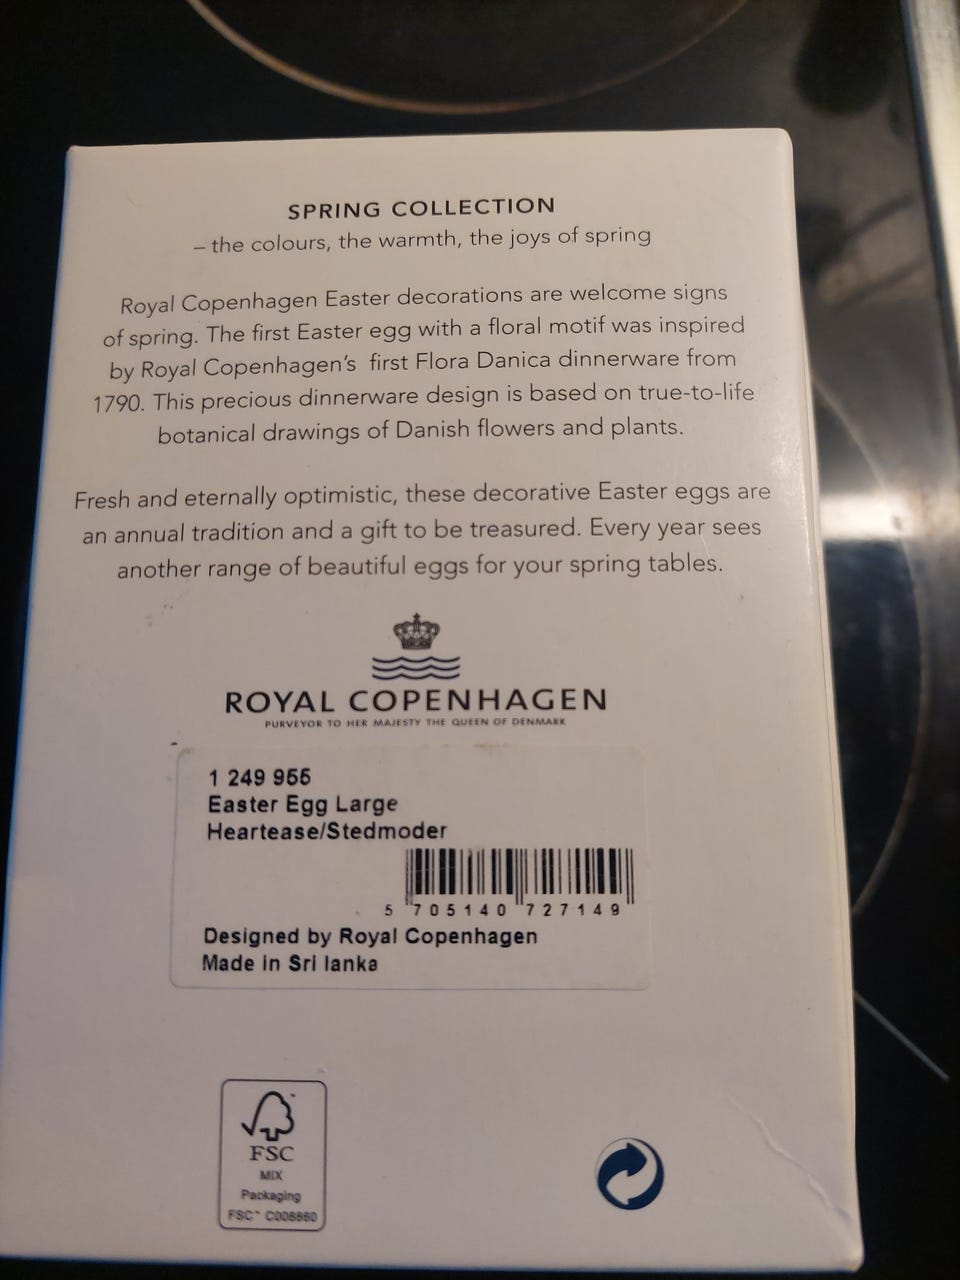 SPRING COLLECTION
– the colours, the warmth, the joys of spring
Royal Copenhagen Easter decorations are welcome signs
of spring. The first Easter egg with a floral motif was inspired
by Royal Copenhagen's first Flora Danica dinnerware from
1790. This precious dinnerware design is based on true-to-life
botanical drawings of Danish flowers and plants.
Fresh and eternally optimistic, these decorative Easter eggs are
an annual tradition and a gift to be treasured. Every year sees
another range of beautiful eggs for your spring tables.
ROYAL COPENHAGEN
PURVEYOR TO HER MAJESTY THE QUEEN OF DENMARK
1 249 955
Easter Egg Large
Heartease/Stedmoder
5 705140 727149
Designed by Royal Copenhagen
Made in Sri lanka
FSC
MIX
Packaging
FSC™ C008860